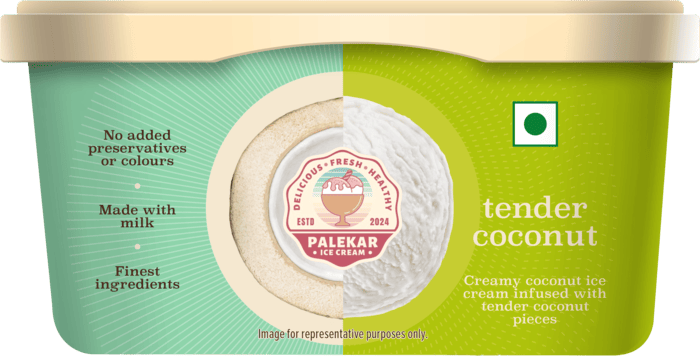 No added
preservatives
or colours
Made with
milk
Finest
ingredients
DELICIOUS • FRESH • HEALTHY
ESTD 2024
PALEKAR
• ICE CREAM •
tender
coconut
Creamy coconut ice
cream infused with
tender coconut
pieces
Image for representative purposes only.